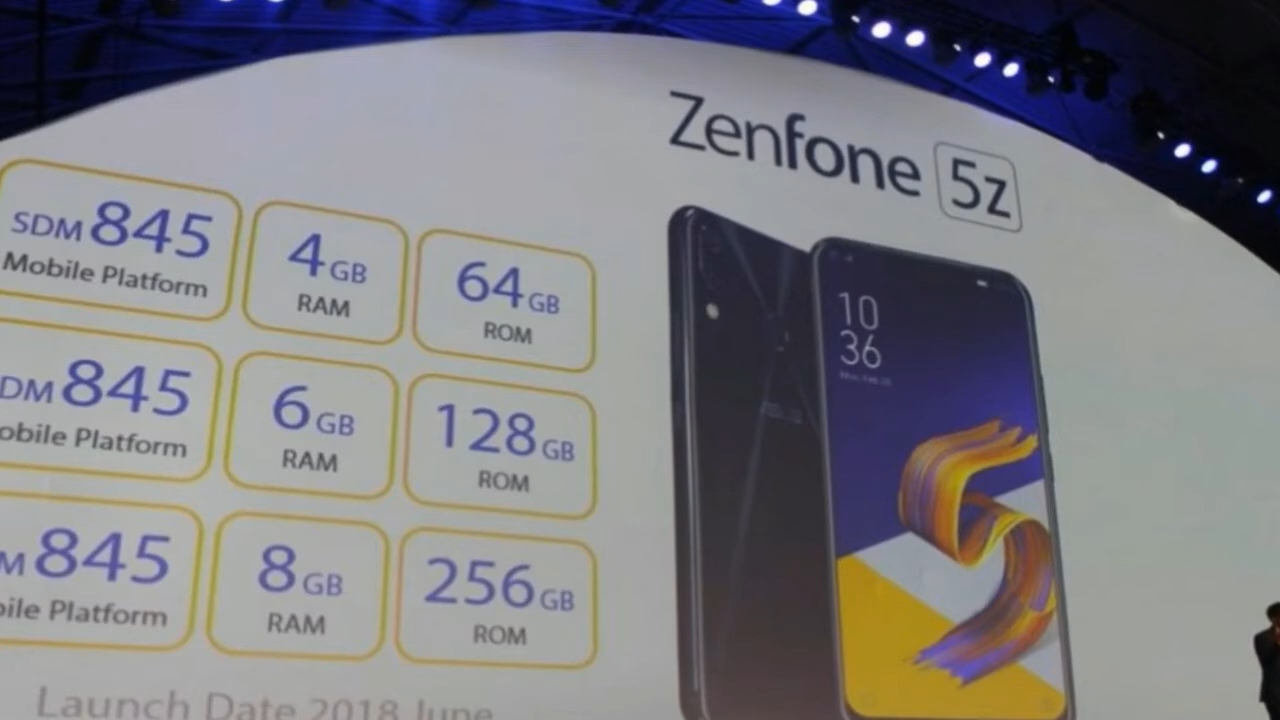 Zenfone 5z
SDM 845
Mobile Platform
4 GB
RAM
64 GB
ROM
DM 845
obile Platform
6 GB
RAM
128 GB
ROM
M 845
bile Platform
8 GB
RAM
256 GB
ROM
10
36
Launch Date 2018 June